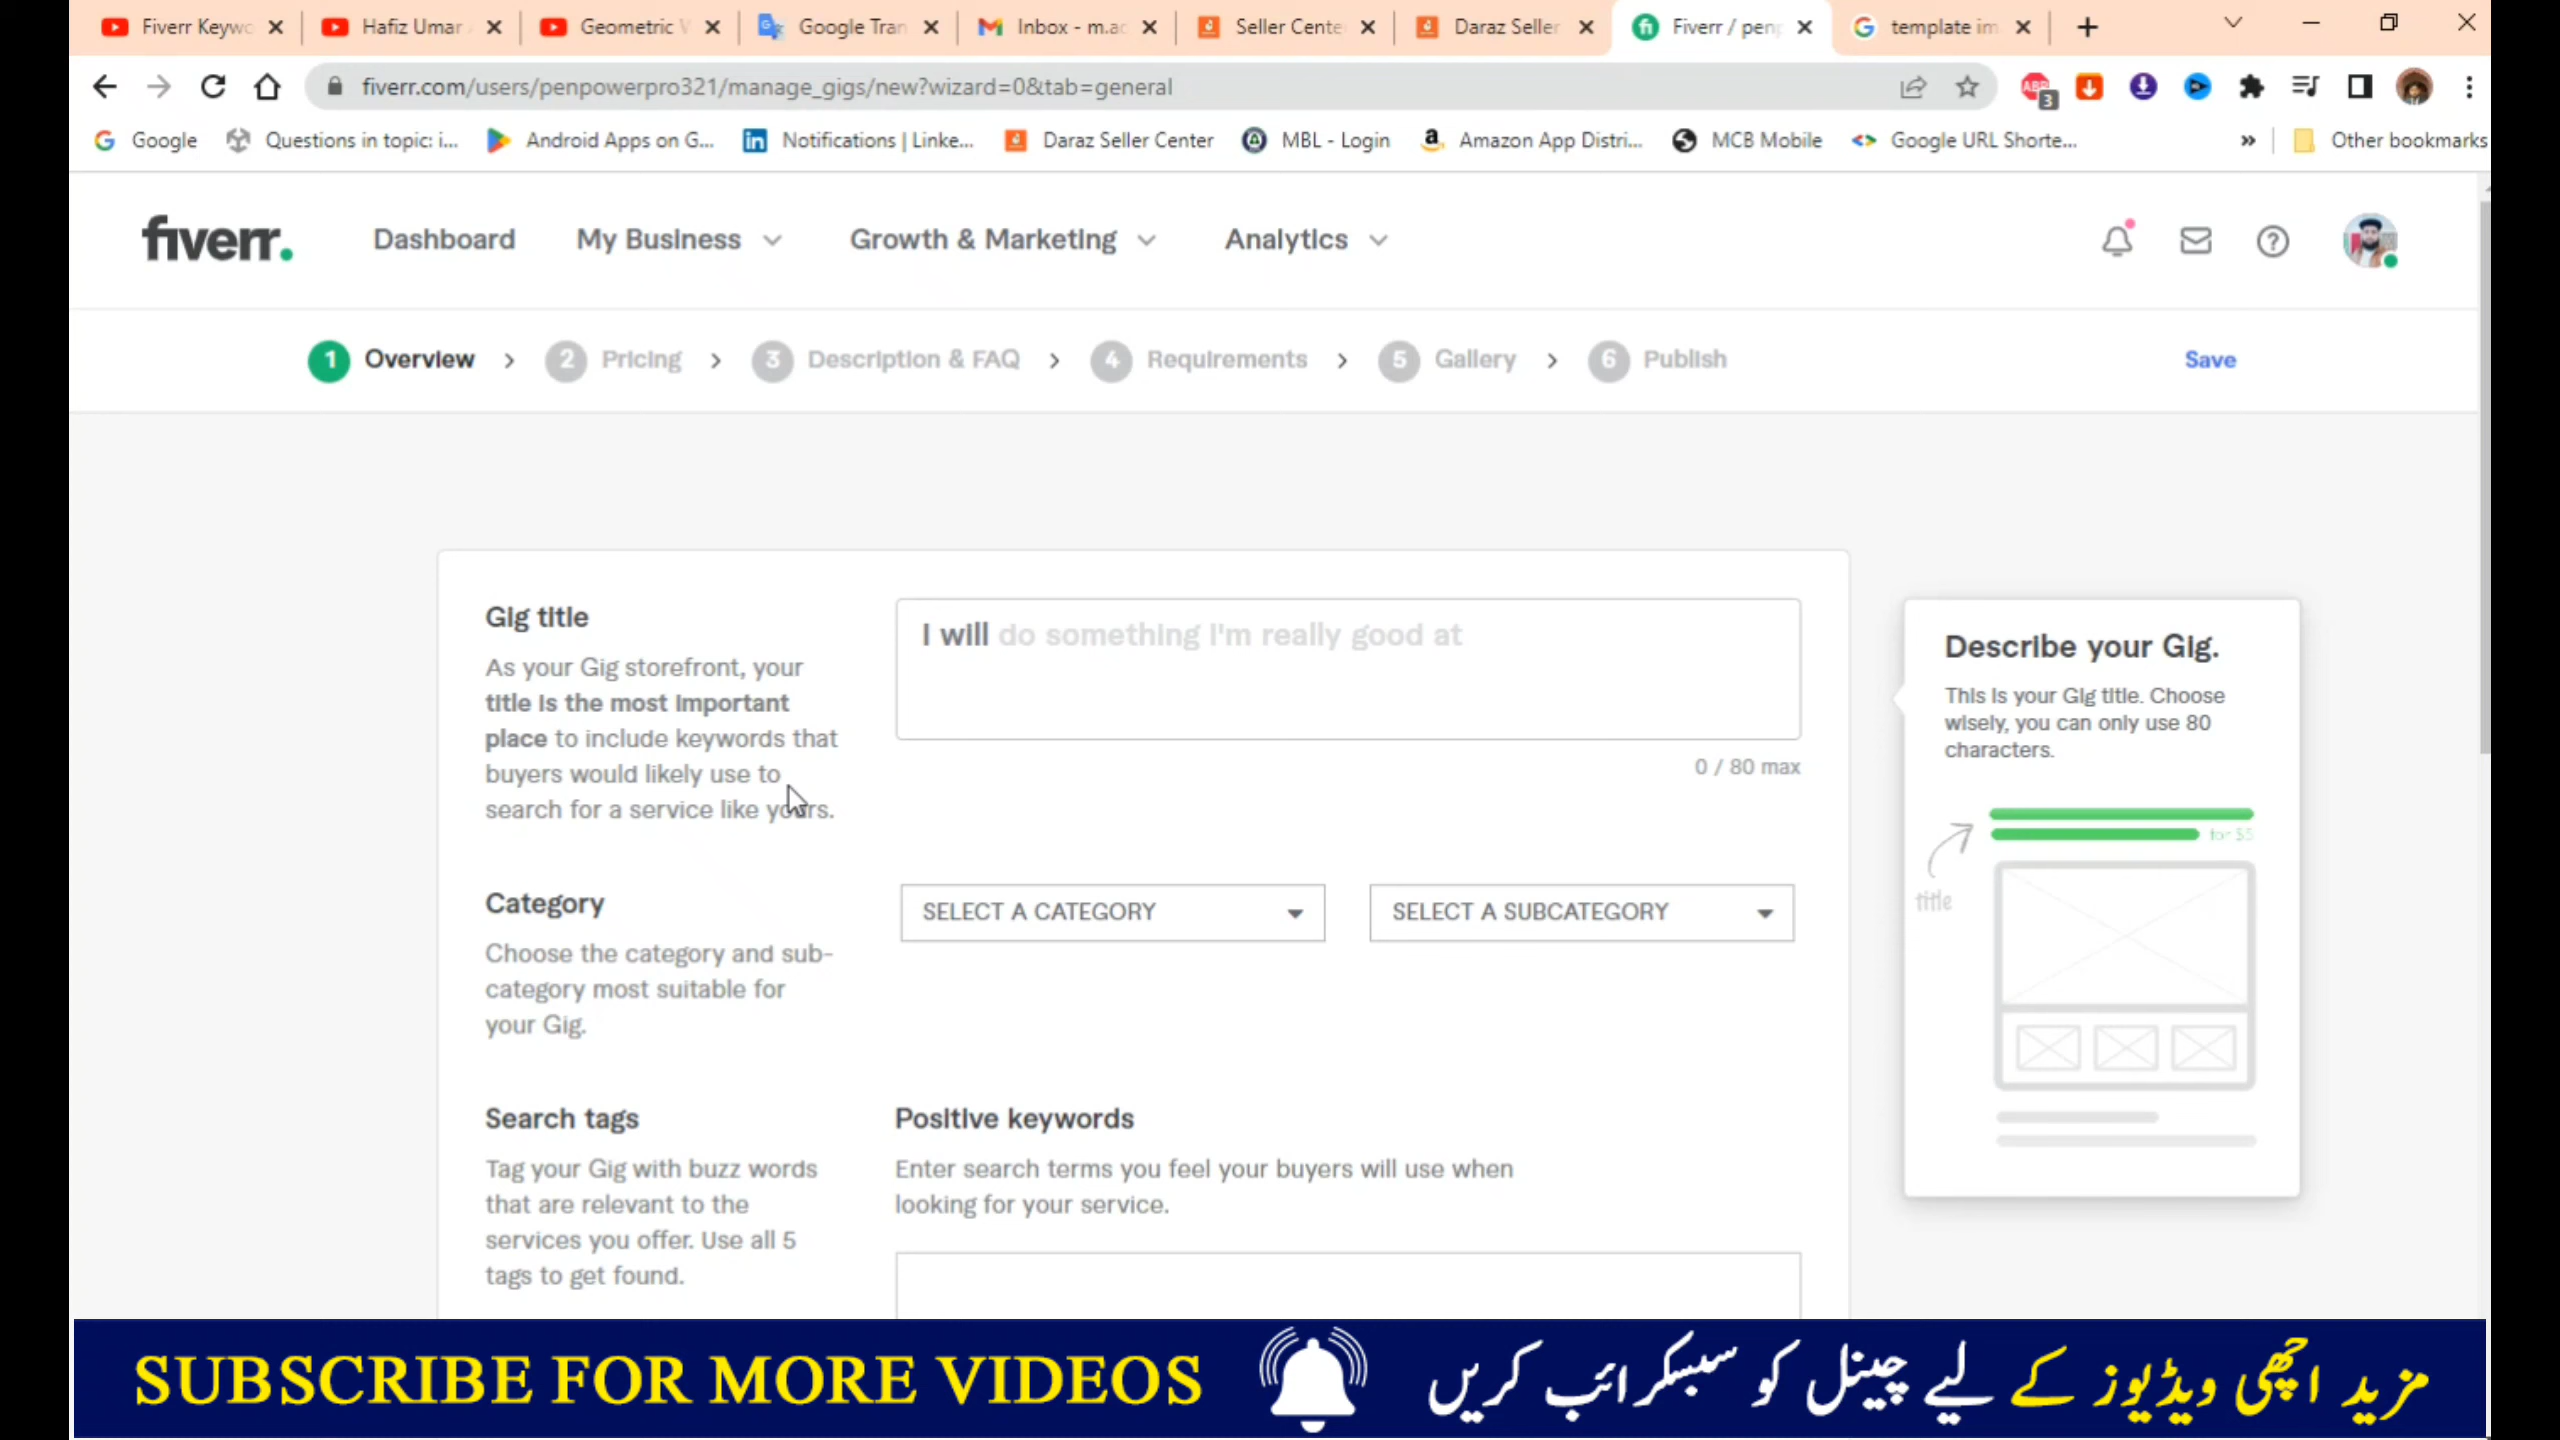 Fiverr Keywo
Hafiz Umar
Geometric V
Google Tran
Inbox - m.ac
Seller Cente
Daraz Seller
Fiverr / penp
template im
fiverr.com/users/penpowerpro321/manage_gigs/new?wizard=0&tab=general
ABP
3
Google
Questions in topic: i...
Android Apps on G...
Notifications | Linke...
Daraz Seller Center
MBL - Login
Amazon App Distri...
MCB Mobile
Google URL Shorte...
»
Other bookmarks
fiverr.
Dashboard
My Business
Growth & Marketing
Analytics
1 Overview
2 Pricing
3 Description & FAQ
4 Requirements
5 Gallery
6 Publish
Save
Gig title
As your Gig storefront, your
title is the most important
place to include keywords that
buyers would likely use to
search for a service like yours.
I will do something I'm really good at
0 / 80 max
Describe your Gig.
This is your Gig title. Choose
wisely, you can only use 80
characters.
for $5
title
Category
Choose the category and sub-
category most suitable for
your Gig.
SELECT A CATEGORY
SELECT A SUBCATEGORY
Search tags
Tag your Gig with buzz words
that are relevant to the
services you offer. Use all 5
tags to get found.
Positive keywords
Enter search terms you feel your buyers will use when
looking for your service.
SUBSCRIBE FOR MORE VIDEOS
مزید اچھی ویڈیوز کے لیے چینل کو سبسکرائب کریں